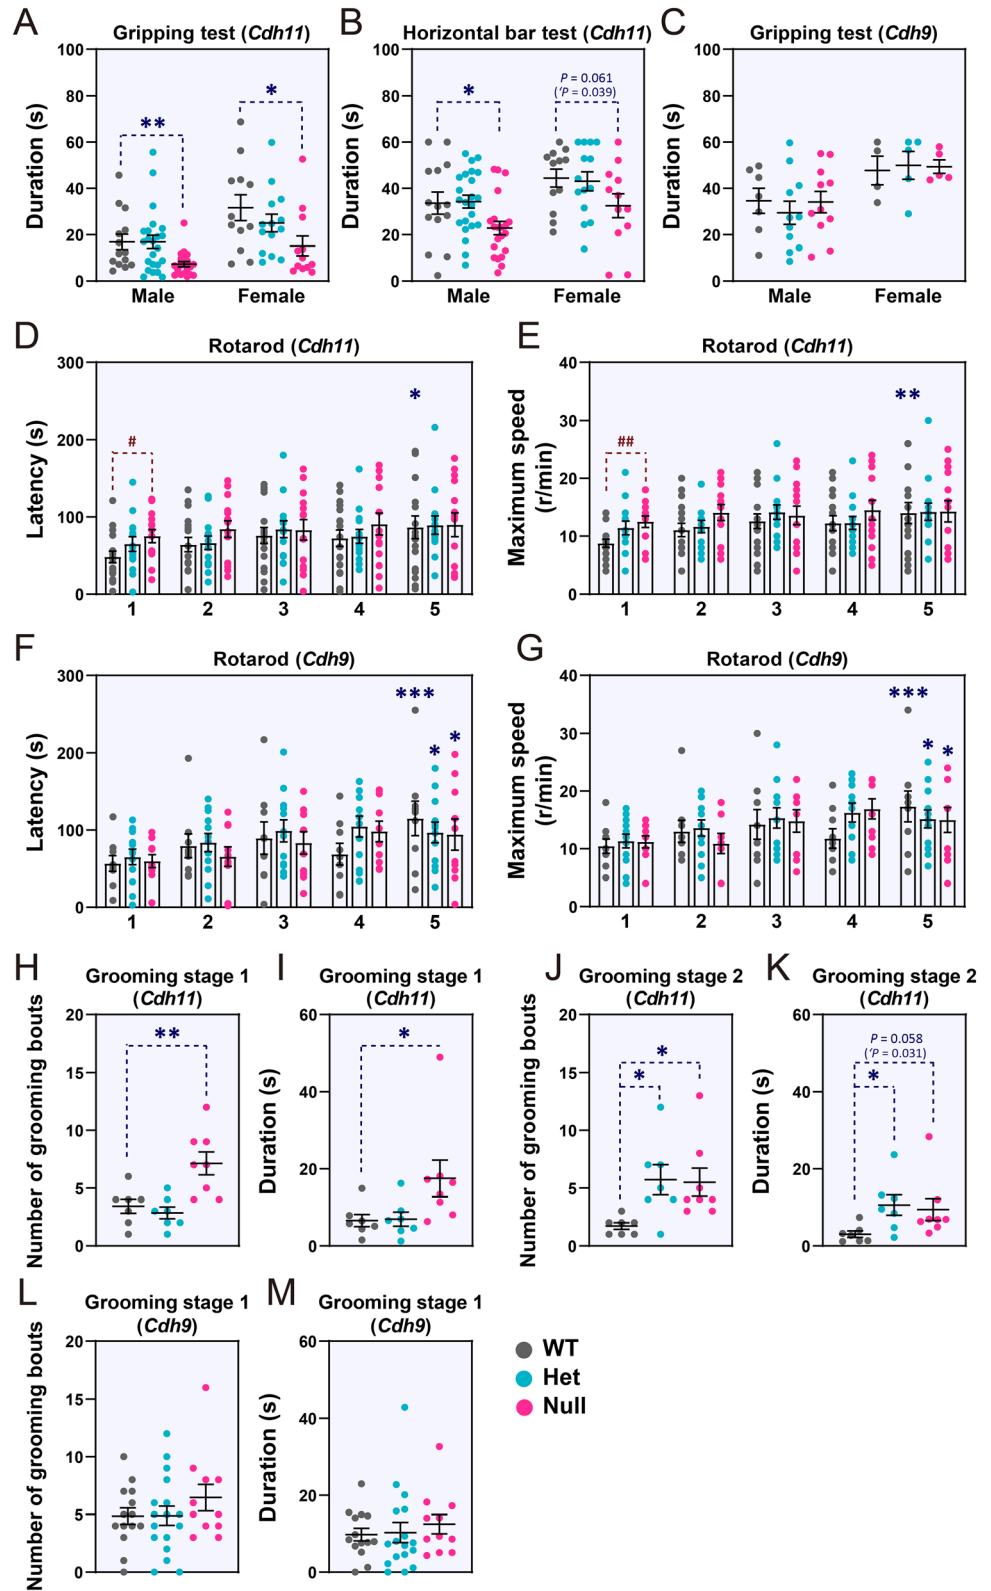 A
Gripping test (Cdh11)
Duration (s)
100
80
60
40
20
0
**
*
Male
Female
B
Horizontal bar test (Cdh11)
Duration (s)
100
80
60
40
20
0
*
P = 0.061
(‘P = 0.039)
Male
Female
C
Gripping test (Cdh9)
Duration (s)
100
80
60
40
20
0
Male
Female
D
Rotarod (Cdh11)
Latency (s)
300
200
100
0
#
*
1 2 3 4 5
E
Rotarod (Cdh11)
Maximum speed
(r/min)
40
30
20
10
0
##
**
1 2 3 4 5
F
Rotarod (Cdh9)
Latency (s)
300
200
100
0
***
*
*
1 2 3 4 5
G
Rotarod (Cdh9)
Maximum speed
(r/min)
40
30
20
10
0
***
*
*
1 2 3 4 5
H
Grooming stage 1
(Cdh11)
Number of grooming bouts
20
15
10
5
0
**
I
Grooming stage 1
(Cdh11)
Duration (s)
60
40
20
0
*
J
Grooming stage 2
(Cdh11)
Number of grooming bouts
20
15
10
5
0
*
*
K
Grooming stage 2
(Cdh11)
Duration (s)
60
40
20
0
P = 0.058
(‘P = 0.031)
*
L
Grooming stage 1
(Cdh9)
Number of grooming bouts
20
15
10
5
0
M
Grooming stage 1
(Cdh9)
Duration (s)
60
40
20
0
WT
Het
Null